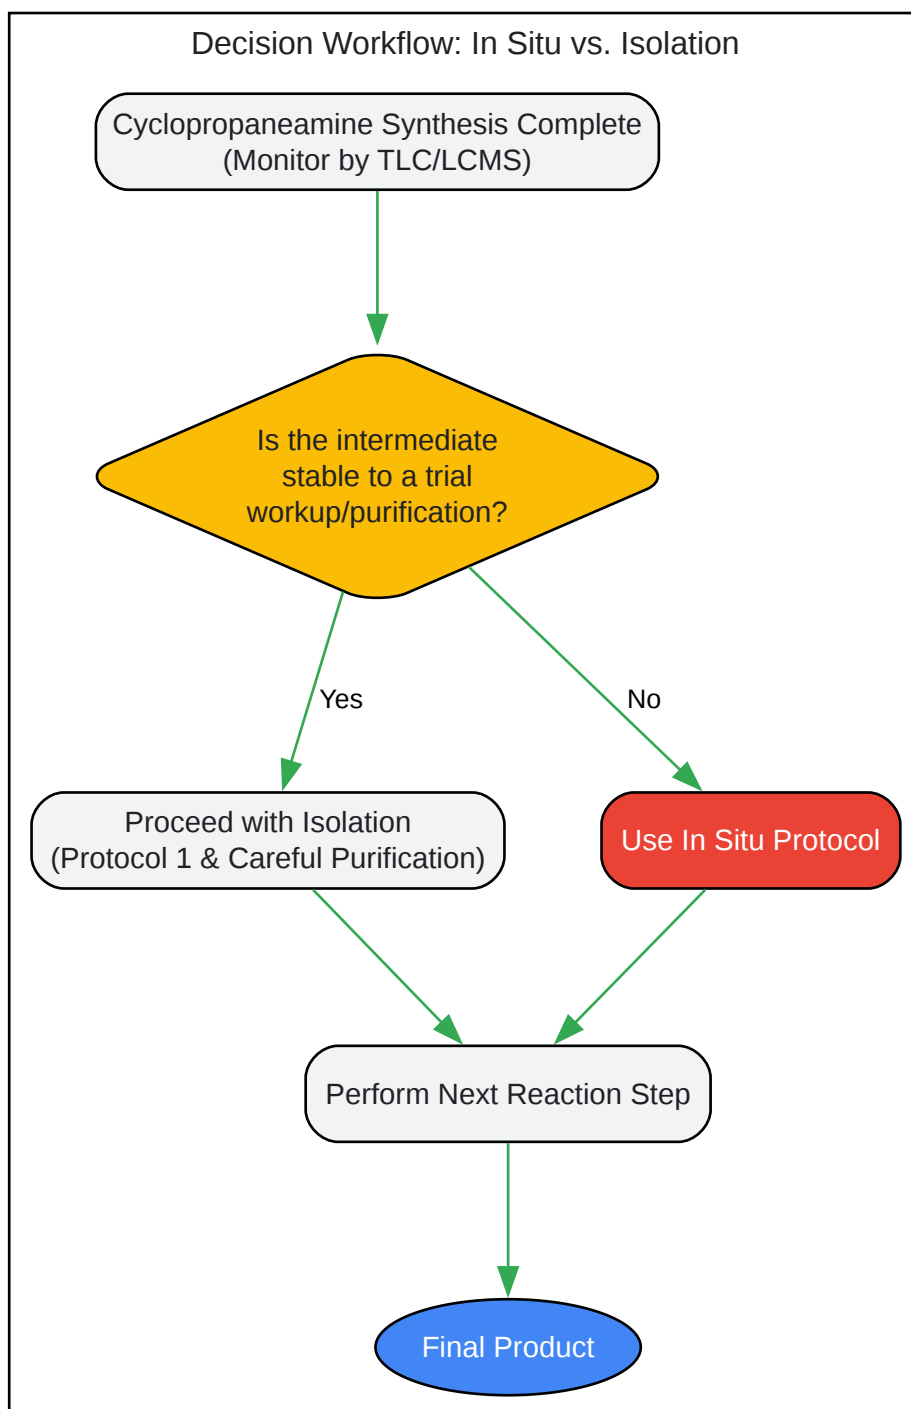 Decision Workflow: In Situ vs. Isolation
Cyclopropaneamine Synthesis Complete
(Monitor by TLC/LCMS)
Is the intermediate
stable to a trial
workup/purification?
Yes
No
Proceed with Isolation
(Protocol 1 & Careful Purification)
Use In Situ Protocol
Perform Next Reaction Step
Final Product